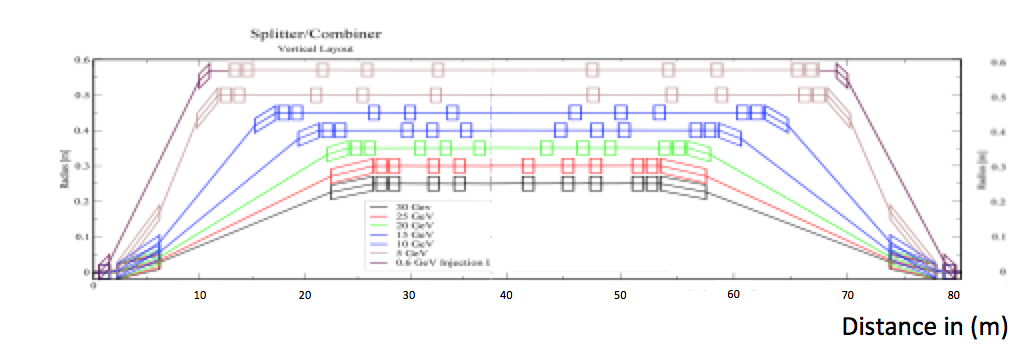 Splitter/Combiner
Vertical Layout
0.6
0.5
0.4
0.3
0.2
0.1
0
Radius [m]
0.6
0.5
0.4
0.3
0.2
0.1
0
Radius [m]
30 Gev
25 GeV
20 GeV
15 GeV
10 GeV
5 GeV
0.6 GeV Injection l
0
10
20
30
40
50
60
70
80
Distance in (m)